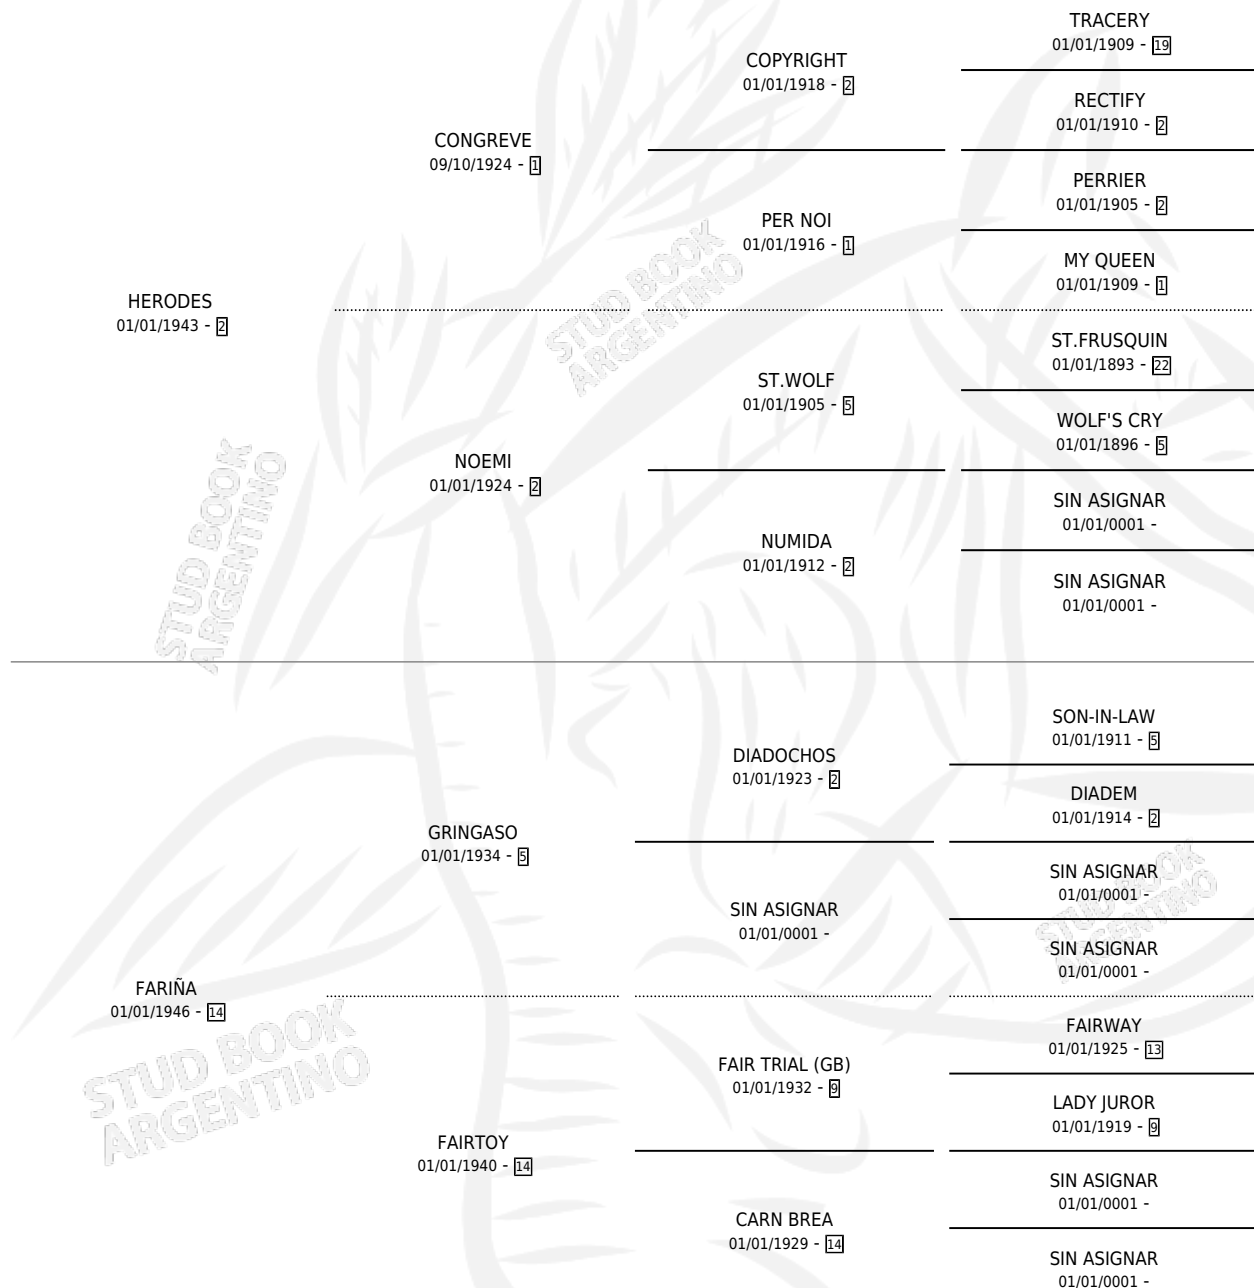 HERODES
01/01/1943 - 2
CONGREVE
09/10/1924 - 1
COPYRIGHT
01/01/1918 - 2
TRACERY
01/01/1909 - 19
RECTIFY
01/01/1910 - 2
PER NOI
01/01/1916 - 1
PERRIER
01/01/1905 - 2
MY QUEEN
01/01/1909 - 1
NOEMI
01/01/1924 - 2
ST.WOLF
01/01/1905 - 5
ST.FRUSQUIN
01/01/1893 - 22
WOLF'S CRY
01/01/1896 - 5
NUMIDA
01/01/1912 - 2
SIN ASIGNAR
01/01/0001 -
SIN ASIGNAR
01/01/0001 -
FARIÑA
01/01/1946 - 14
GRINGASO
01/01/1934 - 5
DIADOCHOS
01/01/1923 - 2
SON-IN-LAW
01/01/1911 - 5
DIADEM
01/01/1914 - 2
SIN ASIGNAR
01/01/0001 -
SIN ASIGNAR
01/01/0001 -
SIN ASIGNAR
01/01/0001 -
FAIRTOY
01/01/1940 - 14
FAIR TRIAL (GB)
01/01/1932 - 9
FAIRWAY
01/01/1925 - 13
LADY JUROR
01/01/1919 - 9
CARN BREA
01/01/1929 - 14
SIN ASIGNAR
01/01/0001 -
SIN ASIGNAR
01/01/0001 -
STUD BOOK
ARGENTINO
STUD BOOK
ARGENTINO
STUD BOOK
ARGENTINO
STUD BOOK
ARGENTINO